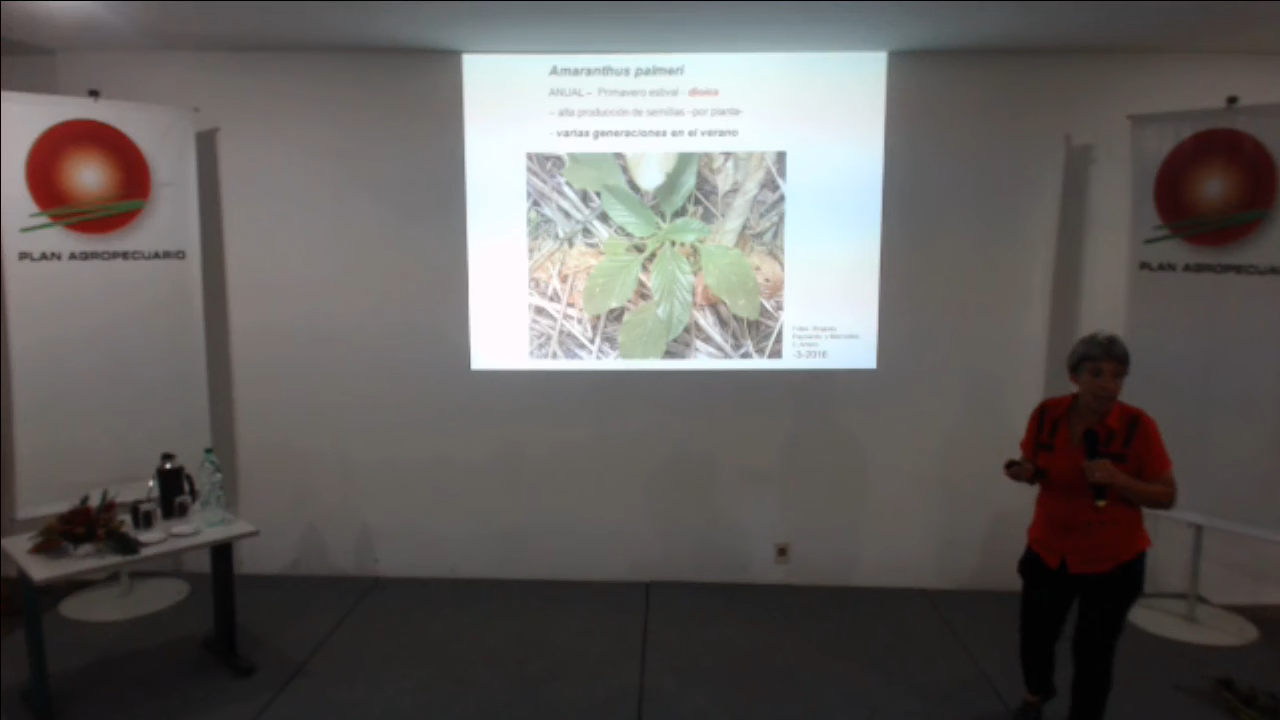 PLAN AGROPECUARIO
Amaranthus palmeri
ANUAL – Primavero estival - dioica
– alta producción de semillas -por planta-
- varias generaciones en el verano
-3-2016
PLAN AGROPECUA